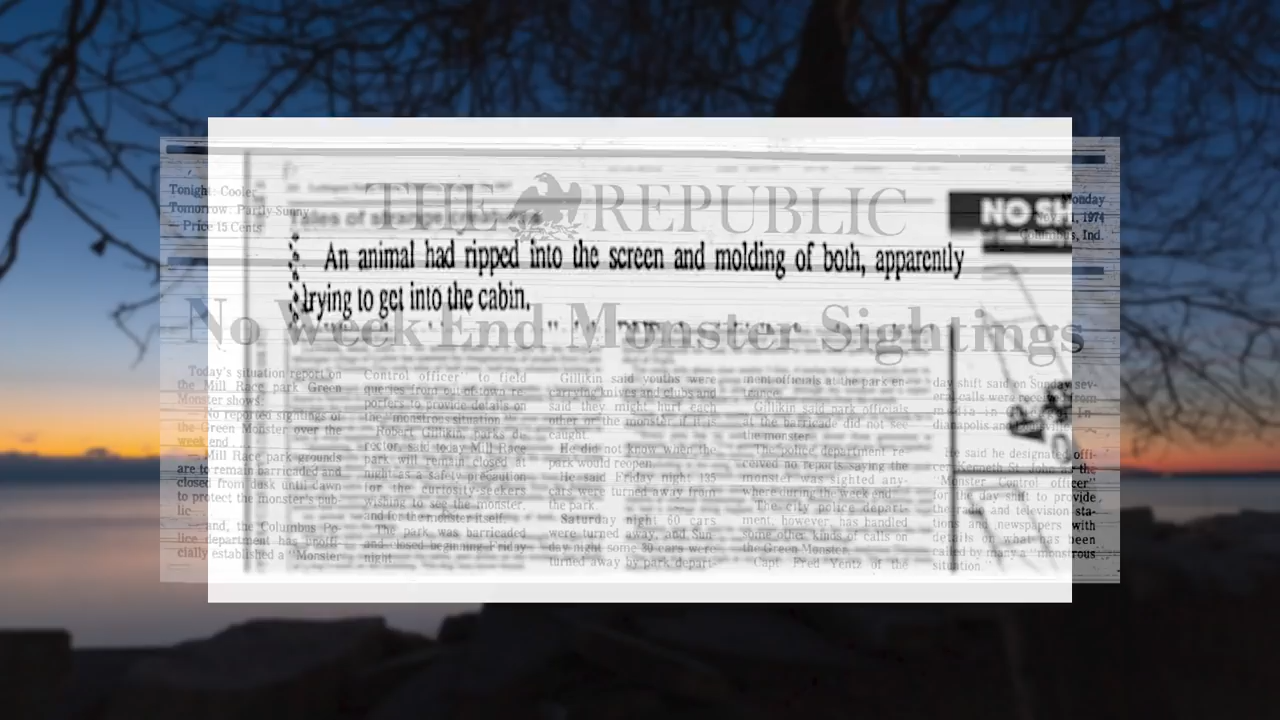 Tonight: Cooler
Tomorrow: Partly Sunny
Price 15 Cents
THE REPUBLIC
Monday
1, 1974
Columbus, Ind.
NO SH
tales of strange creatures
An animal had ripped into the screen and molding of both, apparently
trying to get into the cabin.
No Week End Monster Sightings
Today's situation report on
the Mill Race park Green
Monster shows:
— No reported sightings of
the Green Monster over the
week end.
— Mill Race park grounds
are to remain barricaded and
closed from dusk until dawn
to protect the monster's pub-
lic
— and, the Columbus Po-
lice department has unoffi-
cially established a "Monster
Control officer" to field
queries from out of town re-
porters to provide details on
the monstrous situation.
Robert Gillikin, parks di-
rector, said today Mill Race
park will remain closed at
night as a safety precaution
for the curiosity-seekers
wishing to see the monster,
and for the monster itself.
The park was barricaded
and closed beginning Friday
night
Gillikin said youths were
carrying knives and clubs and
said they might hurt each
other or the monster if it is
caught.
He did not know when the
park would reopen.
He said Friday night 135
cars were turned away from
the park.
Saturday night 60 cars
were turned away, and Sun-
day night some 30 cars were
turned away by park depart-
ment officials at the park en-
trance.
Gillikin said park officials
at the barricade did not see
the monster.
The police department re-
ceived no reports saying the
monster was sighted any-
where during the week end.
The city police depart-
ment, however, has handled
some other kinds of calls on
the Green Monster.
Capt Fred Yentz of the
day shift said on Sunday sev-
eral calls were received from
media in
dianapolis and
He said he designated offi-
cer Kenneth St. John the
"Monster Control officer"
for the day shift to provide
the radio and television sta-
tions and newspapers with
details on what has been
called by many a "monstrous
situation."